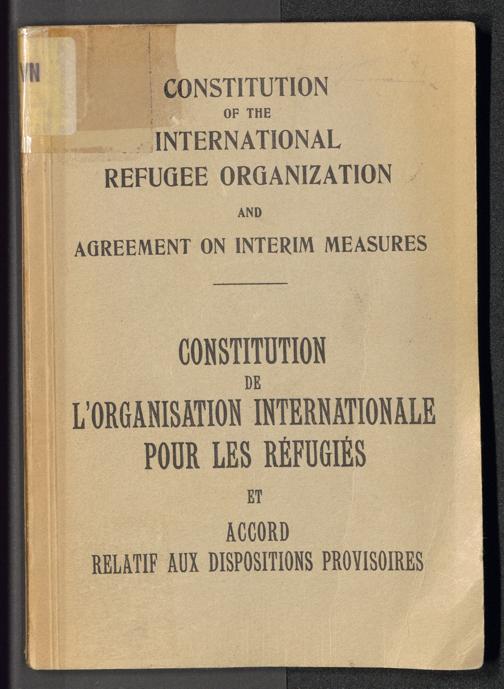 VN
CONSTITUTION
OF THE
INTERNATIONAL
REFUGEE ORGANIZATION
AND
AGREEMENT ON INTERIM MEASURES
CONSTITUTION
DE
L'ORGANISATION INTERNATIONALE
POUR LES RÉFUGIÉS
ET
ACCORD
RELATIF AUX DISPOSITIONS PROVISOIRES